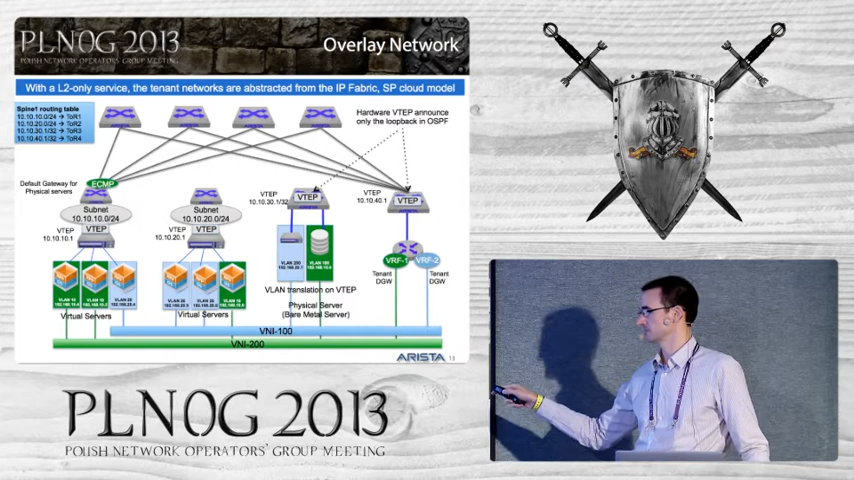 PLNOG 2013
POLISH NETWORK OPERATORS GROUP MEETING
Overlay Network
With a L2-only service, the tenant networks are abstracted from the IP Fabric, SP cloud model
Spine1 routing table
10.10.10.0/24 → ToR1
10.10.20.0/24 → ToR2
10.10.30.1/32 → ToR3
10.10.40.1/32 → ToR4
Hardware VTEP announce
only the loopback in OSPF
Default Gateway for
Physical servers
ECMP
Subnet
10.10.10.0/24
VTEP
10.10.10.1
Subnet
10.10.20.0/24
VTEP
10.10.20.1
VTEP
10.10.30.1/32
VTEP
VTEP
10.10.40.1
VTEP
VRF-1
VRF-2
Tenant
DGW
Tenant
DGW
VLAN translation on VTEP
Physical Server
(Bare Metal Server)
Virtual Servers
Virtual Servers
VNI-100
VNI-200
ARISTA
13
PLNOG 2013
POLISH NETWORK OPERATORS' GROUP MEETING